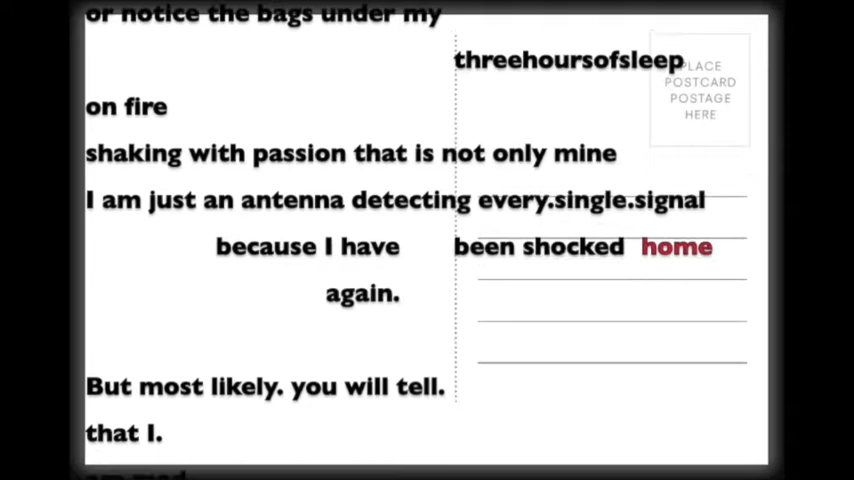 or notice the bags under my
threehoursofsleep
PLACE
POSTCARD
POSTAGE
HERE
on fire
shaking with passion that is not only mine
I am just an antenna detecting every.single.signal
because I have been shocked home
again.
But most likely. you will tell.
that I.